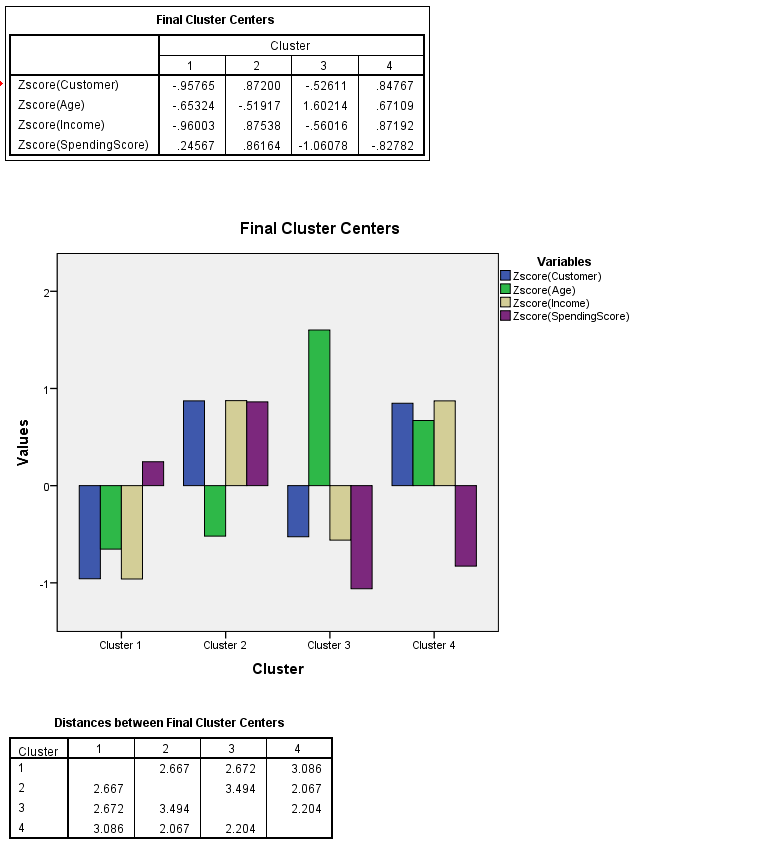 Final Cluster Centers
Cluster
1 2 3 4
Zscore(Customer) -.95765 .87200 -.52611 .84767
Zscore(Age) -.65324 -.51917 1.60214 .67109
Zscore(Income) -.96003 .87538 -.56016 .87192
Zscore(SpendingScore) .24567 .86164 -1.06078 -.82782
Final Cluster Centers
Variables
Zscore(Customer)
Zscore(Age)
Zscore(Income)
Zscore(SpendingScore)
Values
2
1
0
-1
Cluster 1 Cluster 2 Cluster 3 Cluster 4
Cluster
Distances between Final Cluster Centers
Cluster 1 2 3 4
1 2.667 2.672 3.086
2 2.667 3.494 2.067
3 2.672 3.494 2.204
4 3.086 2.067 2.204